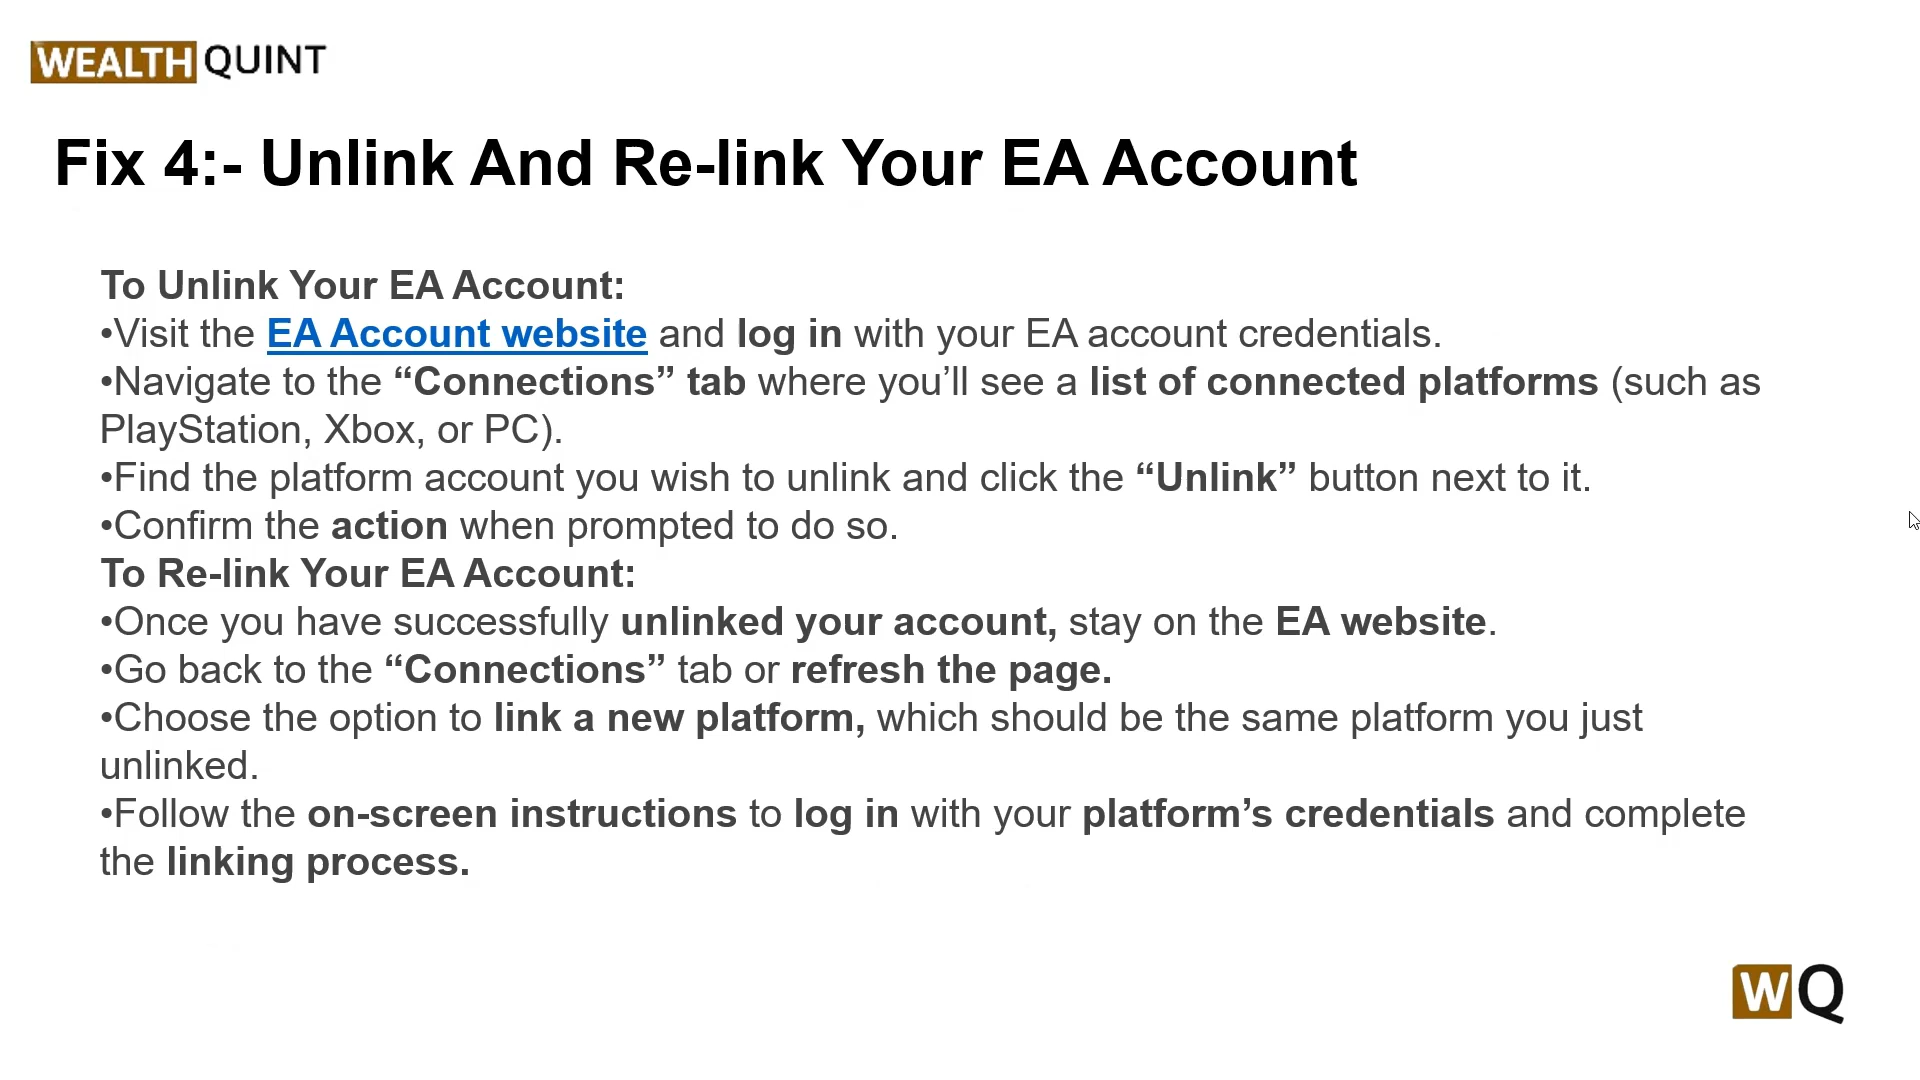 WEALTH QUINT
Fix 4:- Unlink And Re-link Your EA Account
To Unlink Your EA Account:
•Visit the EA Account website and log in with your EA account credentials.
•Navigate to the “Connections” tab where you’ll see a list of connected platforms (such as
PlayStation, Xbox, or PC).
•Find the platform account you wish to unlink and click the “Unlink” button next to it.
•Confirm the action when prompted to do so.
To Re-link Your EA Account:
•Once you have successfully unlinked your account, stay on the EA website.
•Go back to the “Connections” tab or refresh the page.
•Choose the option to link a new platform, which should be the same platform you just
unlinked.
•Follow the on-screen instructions to log in with your platform’s credentials and complete
the linking process.
WQ